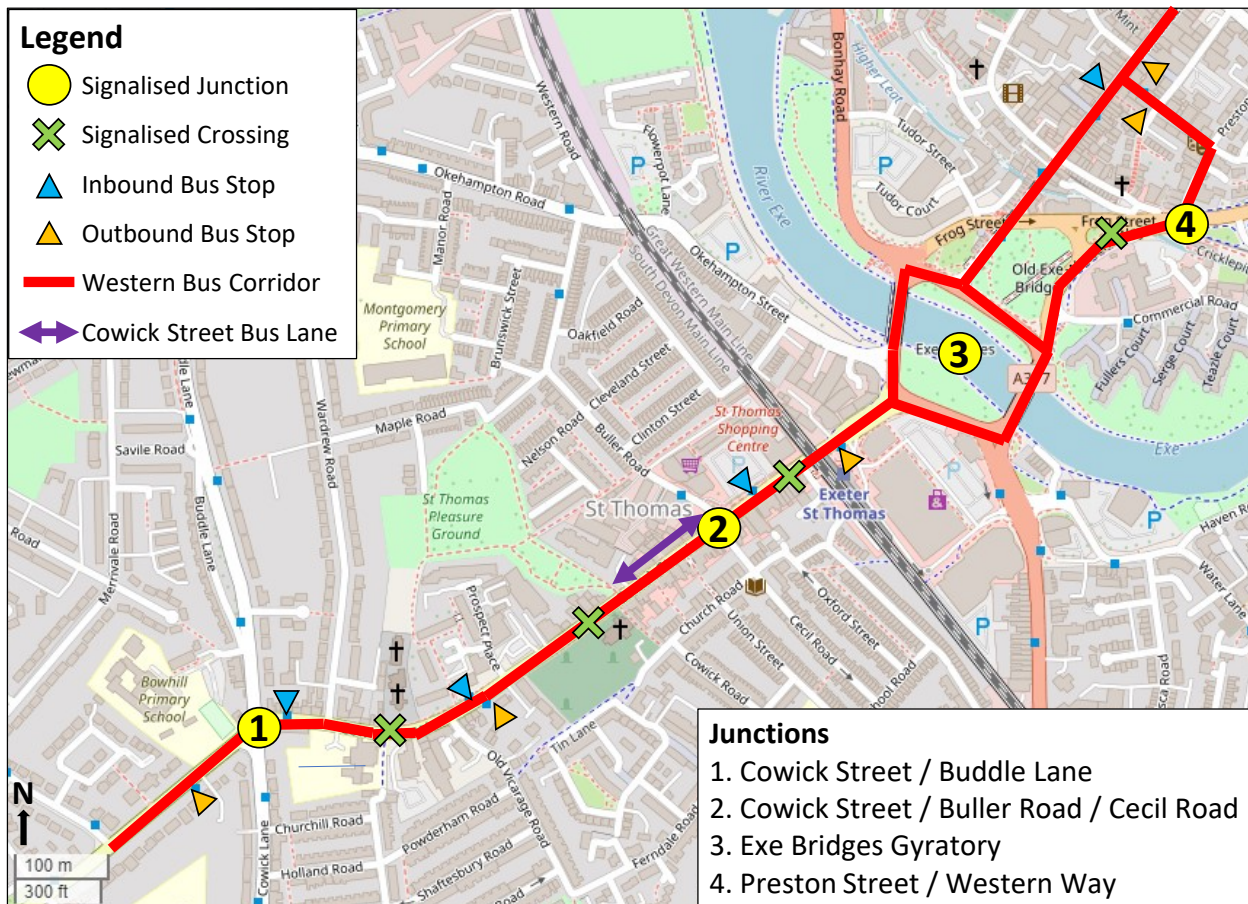 Legend
Signalised Junction
Signalised Crossing
Inbound Bus Stop
Outbound Bus Stop
Western Bus Corridor
Cowick Street Bus Lane
Mint
Bonhay Road
Higher Leat
Western Road
Flowerpot Lane
P
P
Tudor Street
Tudor Court
Preston
River Exe
Okehampton Road
Manor Road
P
Frog Street
Frog Street
4
Cricklepit
Great Western Main Line
South Devon Main Line
Okehampton Street
Old Exe
Bridge
Commercial Road
Montgomery
Primary
School
Brunswick Street
Oakfield Road
3
Fullers Court
Serge Court
Teazle Court
Buddle Lane
Wardrew Road
Cleveland Street
Clinton Street
Nelson Road
Buller Road
A377
St Thomas
Shopping
Centre
P
Maple Road
Savile Road
Exe
St Thomas
Pleasure
Ground
St Thomas
Exeter
St Thomas
P
2
Haven R
P
Buddle Lane
Merrivale Road
Church Road
Oxford Street
Water Lane
Prospect Place
Union Street
Cecil Road
School Road
Cowick Road
P
Bowhill
Primary
School
1
Tin Lane
Old Vicarage Road
Junctions
1. Cowick Street / Buddle Lane
2. Cowick Street / Buller Road / Cecil Road
3. Exe Bridges Gyratory
4. Preston Street / Western Way
N
Churchill Road
Powderham Road
Ferndale Road
100 m
300 ft
Cowick Lane
Holland Road
Shaftesbury Road